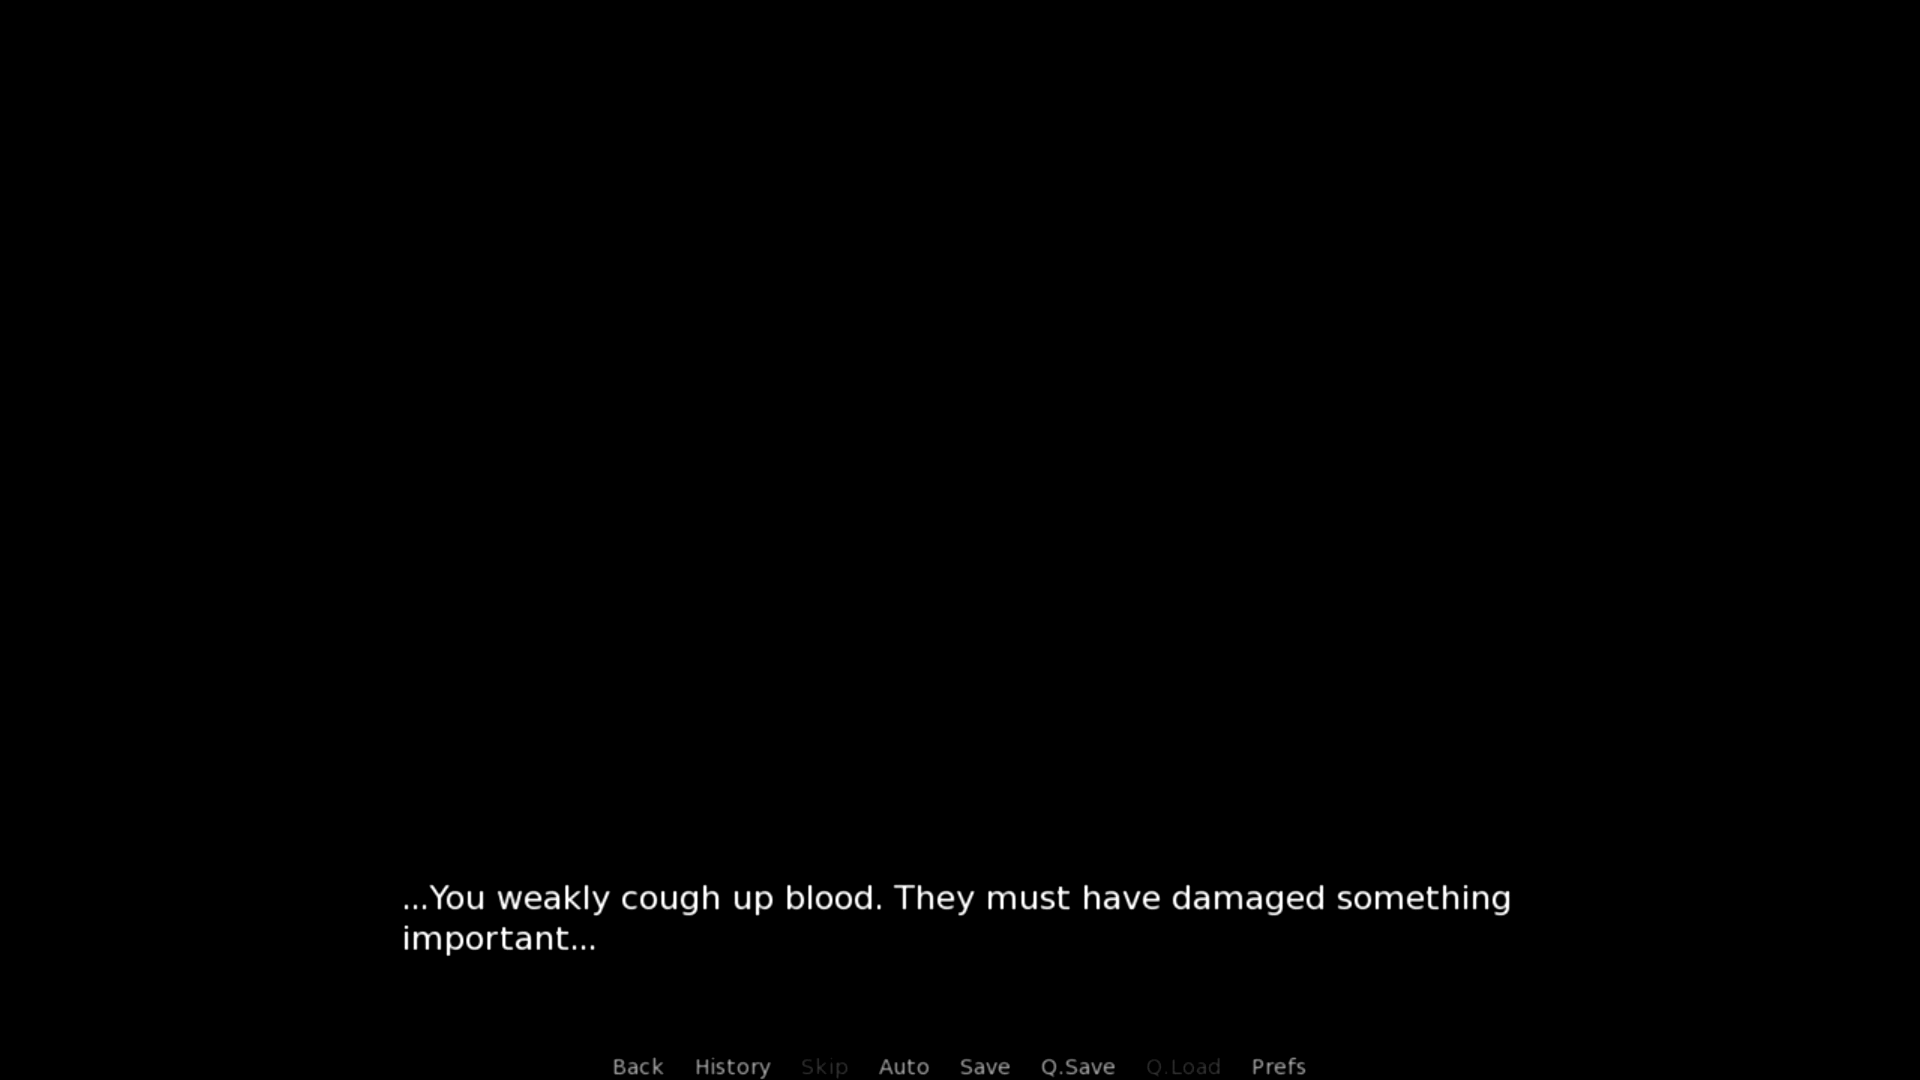 ...You weakly cough up blood. They must have damaged something
important...
Back History Skip Auto Save Q.Save Q.Load Prefs